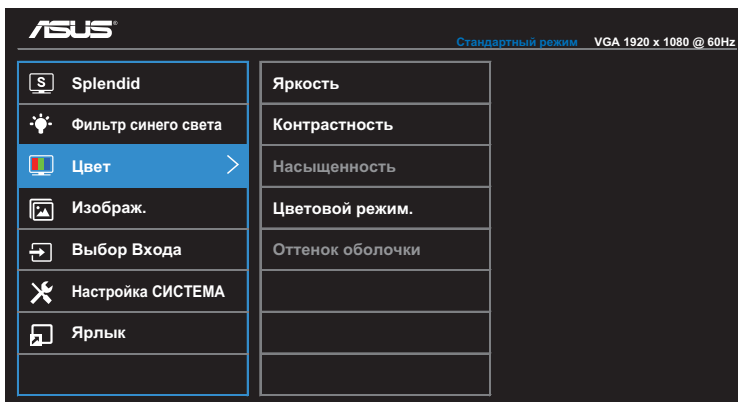 ASUS
Стандартный режим VGA 1920 x 1080 @ 60Hz
S Splendid
Фильтр синего света
Цвет
Изображ.
Выбор Входа
Настройка СИСТЕМА
Ярлык
Яркость
Контрастность
Насыщенность
Цветовой режим.
Оттенок оболочки